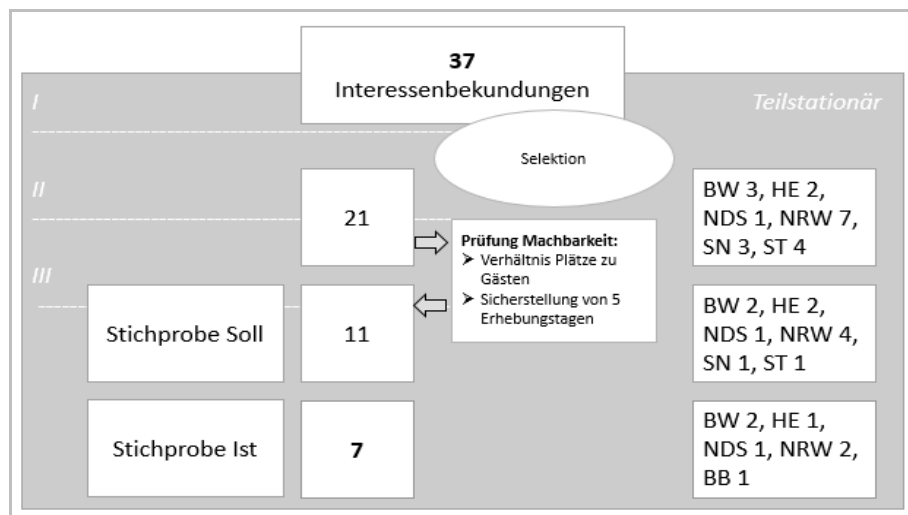 37
Interessenbekundungen
I
Teilstationär
Selektion
II
21
BW 3, HE 2,
NDS 1, NRW 7,
SN 3, ST 4
Prüfung Machbarkeit:
➢ Verhältnis Plätze zu
Gästen
➢ Sicherstellung von 5
Erhebungstagen
III
Stichprobe Soll
11
BW 2, HE 2,
NDS 1, NRW 4,
SN 1, ST 1
Stichprobe Ist
7
BW 2, HE 1,
NDS 1, NRW 2,
BB 1